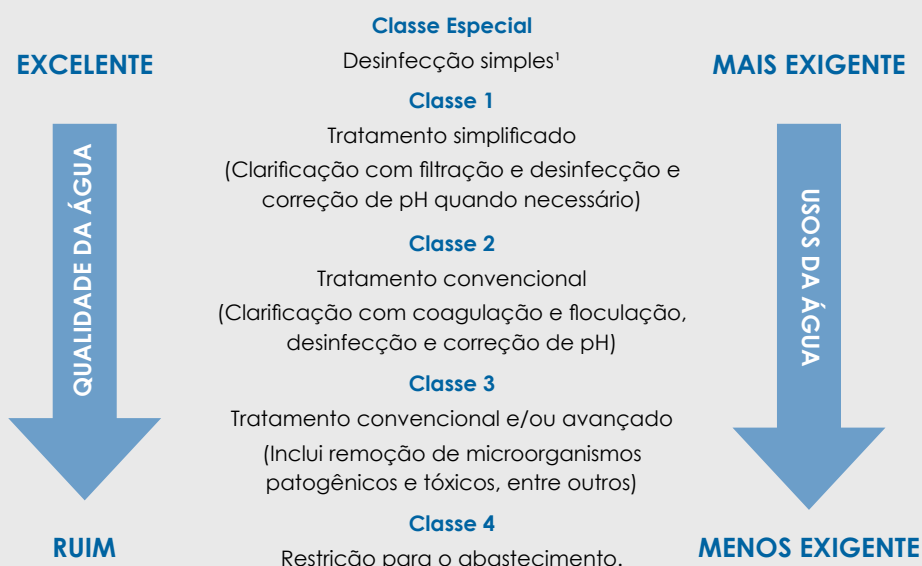 Classe Especial
EXCELENTE
Desinfecção simples¹
MAIS EXIGENTE
Classe 1
Tratamento simplificado
(Clarificação com filtração e desinfecção e
correção de pH quando necessário)
QUALIDADE DA ÁGUA
USOS DA ÁGUA
Classe 2
Tratamento convencional
(Clarificação com coagulação e floculação,
desinfecção e correção de pH)
Classe 3
Tratamento convencional e/ou avançado
(Inclui remoção de microorganismos
patogênicos e tóxicos, entre outros)
Classe 4
RUIM
Restrição para o abastecimento.
MENOS EXIGENTE